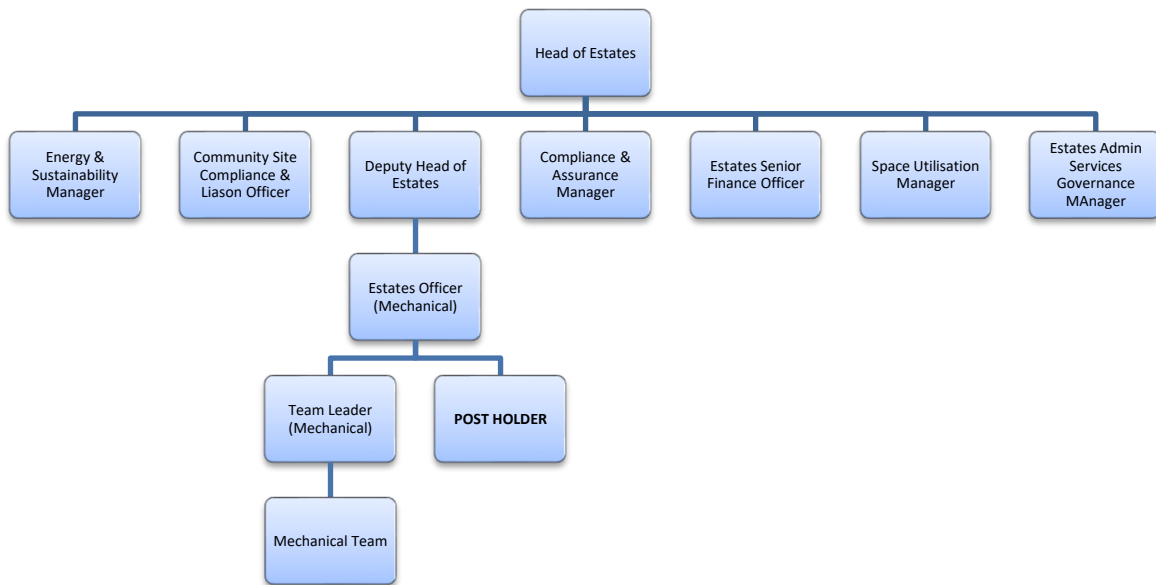 Head of Estates
Energy &
Sustainability
Manager
Community Site
Compliance &
Liason Officer
Deputy Head of
Estates
Compliance &
Assurance
Manager
Estates Senior
Finance Officer
Space Utilisation
Manager
Estates Admin
Services
Governance
MAnager
Estates Officer
(Mechanical)
Team Leader
(Mechanical)
POST HOLDER
Mechanical Team